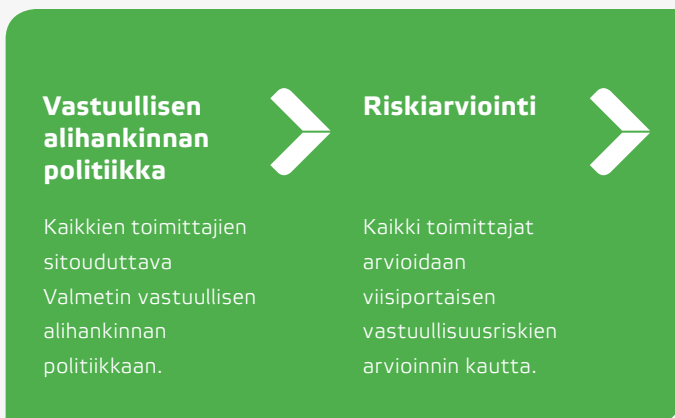 Vastuullisen
alihankinnan
politiikka
Kaikkien toimittajien
sitouduttava
Valmetin vastuullisen
alihankinnan
politiikkaan.
Riskiarviointi
Kaikki toimittajat
arvioidaan
viisiportaisen
vastuullisuusriskien
arvioinnin kautta.